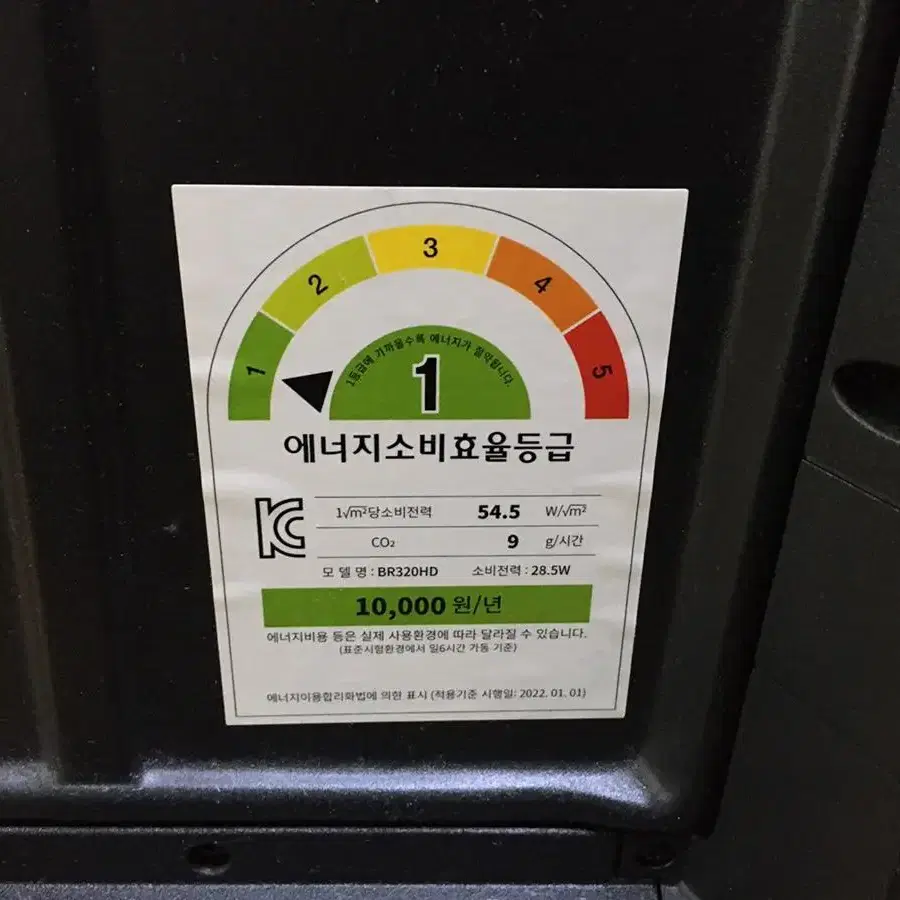 1 2 3 4 5
1등급에 가까울수록 에너지가 절약됩니다.
1
에너지소비효율등급
1√m²당소비전력 54.5 W/√m²
CO₂ 9 g/시간
모 델 명 : BR320HD 소비전력 : 28.5W
10,000 원/년
에너지비용 등은 실제 사용환경에 따라 달라질 수 있습니다.
(표준시험환경에서 일6시간 가동 기준)
에너지이용합리화법에 의한 표시 (적용기준 시행일: 2022. 01. 01)